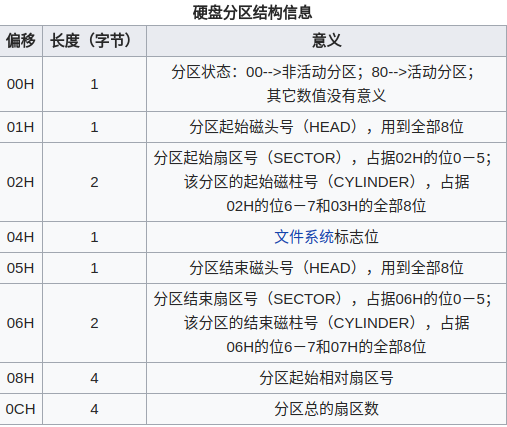 硬盘分区结构信息
偏移 长度（字节） 意义
00H 1 分区状态：00-->非活动分区；80-->活动分区；
其它数值没有意义
01H 1 分区起始磁头号（HEAD），用到全部8位
02H 2 分区起始扇区号（SECTOR），占据02H的位0－5；
该分区的起始磁柱号（CYLINDER），占据
02H的位6－7和03H的全部8位
04H 1 文件系统标志位
05H 1 分区结束磁头号（HEAD），用到全部8位
06H 2 分区结束扇区号（SECTOR），占据06H的位0－5；
该分区的结束磁柱号（CYLINDER），占据
06H的位6－7和07H的全部8位
08H 4 分区起始相对扇区号
0CH 4 分区总的扇区数